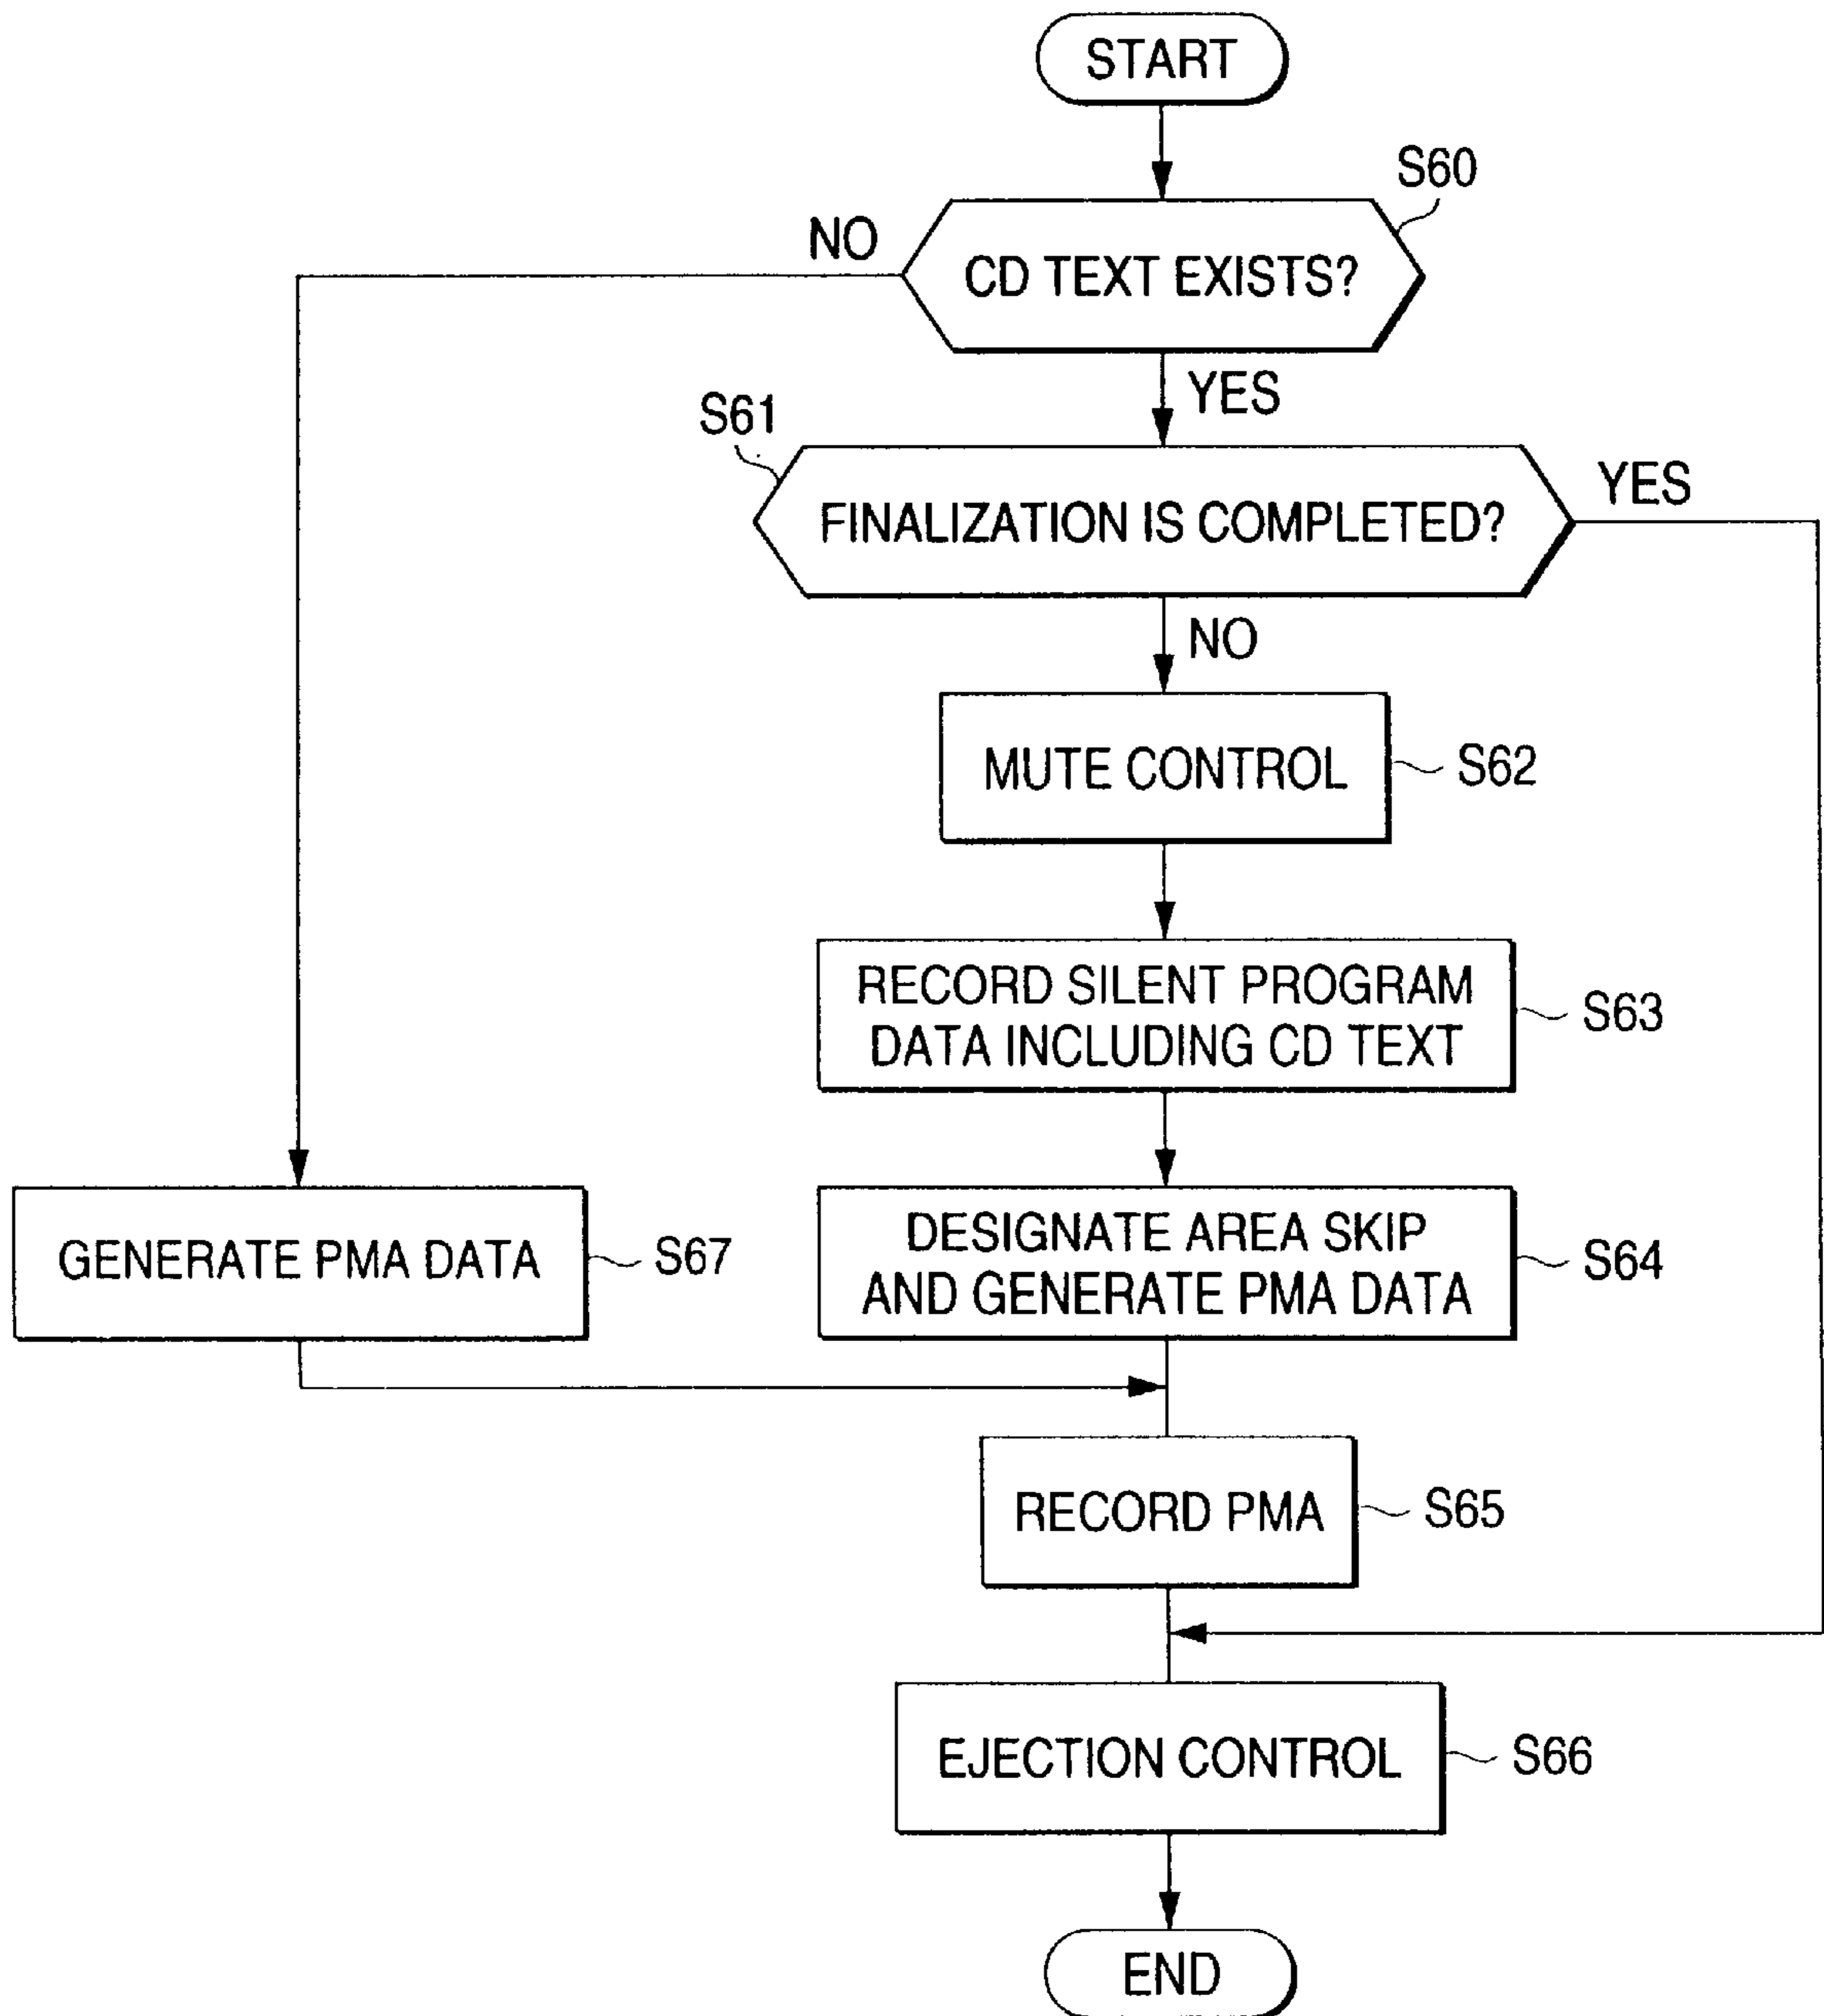 START
S60
NO
CD TEXT EXISTS?
YES
S61
YES
FINALIZATION IS COMPLETED?
NO
MUTE CONTROL
S62
RECORD SILENT PROGRAM
DATA INCLUDING CD TEXT
S63
GENERATE PMA DATA
S67
DESIGNATE AREA SKIP
AND GENERATE PMA DATA
S64
RECORD PMA
S65
EJECTION CONTROL
S66
END